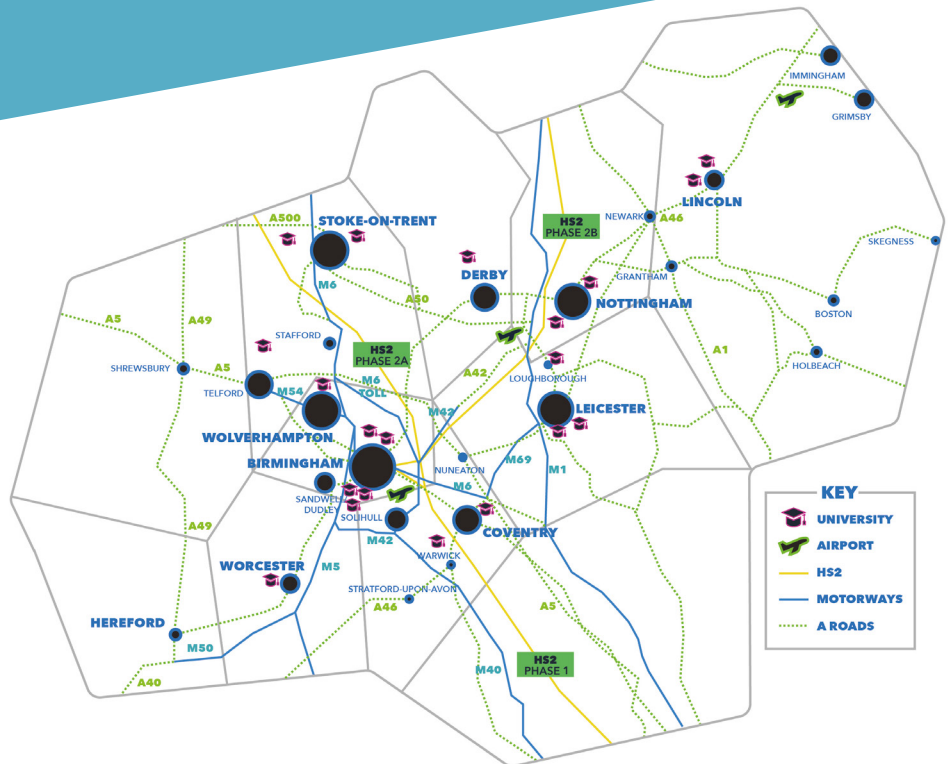 IMMINGHAM
GRIMSBY
LINCOLN
NEWARK
A46
A500
STOKE-ON-TRENT
HS2
PHASE 2B
SKEGNESS
DERBY
GRANTHAM
M6
A50
NOTTINGHAM
BOSTON
A5
A49
STAFFORD
HS2
PHASE 2A
A1
HOLBEACH
SHREWSBURY
A5
TELFORD
M54
M6
TOLL
A42
LOUGHBOROUGH
M42
LEICESTER
WOLVERHAMPTON
BIRMINGHAM
NUNEATON
M69
M1
M6
SANDWELL
DUDLEY
SOLIHULL
COVENTRY
A49
M42
WARWICK
WORCESTER
M5
STRATFORD-UPON-AVON
A46
A5
HEREFORD
M50
A40
M40
HS2
PHASE 1
KEY
UNIVERSITY
AIRPORT
HS2
MOTORWAYS
A ROADS